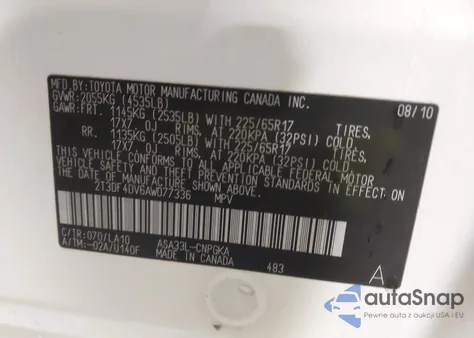 MFD.BY:TOYOTA MOTOR MANUFACTURING CANADA INC.
GVWR:2055KG (4535LB) 08/10
GAWR:FRT. 1145KG (2535LB) WITH 225/65R17 TIRES,
17X7 OJ RIMS, AT 220KPA (32PSI) COLD
RR. 1135KG (2505LB) WITH 225/65R17 TIRES,
17X7 OJ RIMS, AT 220KPA (32PSI) COLD
THIS VEHICLE CONFORMS TO ALL APPLICABLE FEDERAL MOTOR
VEHICLE SAFETY, BUMPER, AND THEFT PREVENTION STANDARDS
IN EFFECT ON THE DATE OF MANUFACTURE SHOWN ABOVE.
2T3DF4DV6AW077336 MPV
C/TR:070/LA10 ASA33L-CNPGKA
A/TM:-02A/U140F MADE IN CANADA 483
A
autaSnap
Pewne auta z aukcji USA i EU